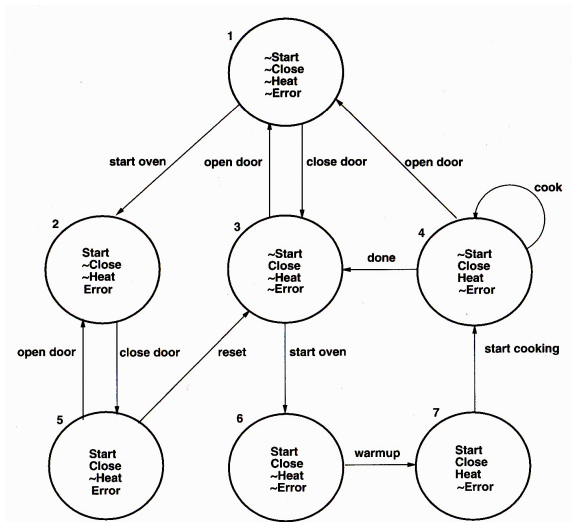 1
~Start
~Close
~Heat
~Error
start oven
open door
close door
open door
cook
2
Start
~Close
~Heat
Error
3
~Start
Close
~Heat
~Error
done
4
~Start
Close
Heat
~Error
open door
close door
reset
start oven
start cooking
5
Start
Close
~Heat
Error
6
Start
Close
~Heat
~Error
warmup
7
Start
Close
Heat
~Error